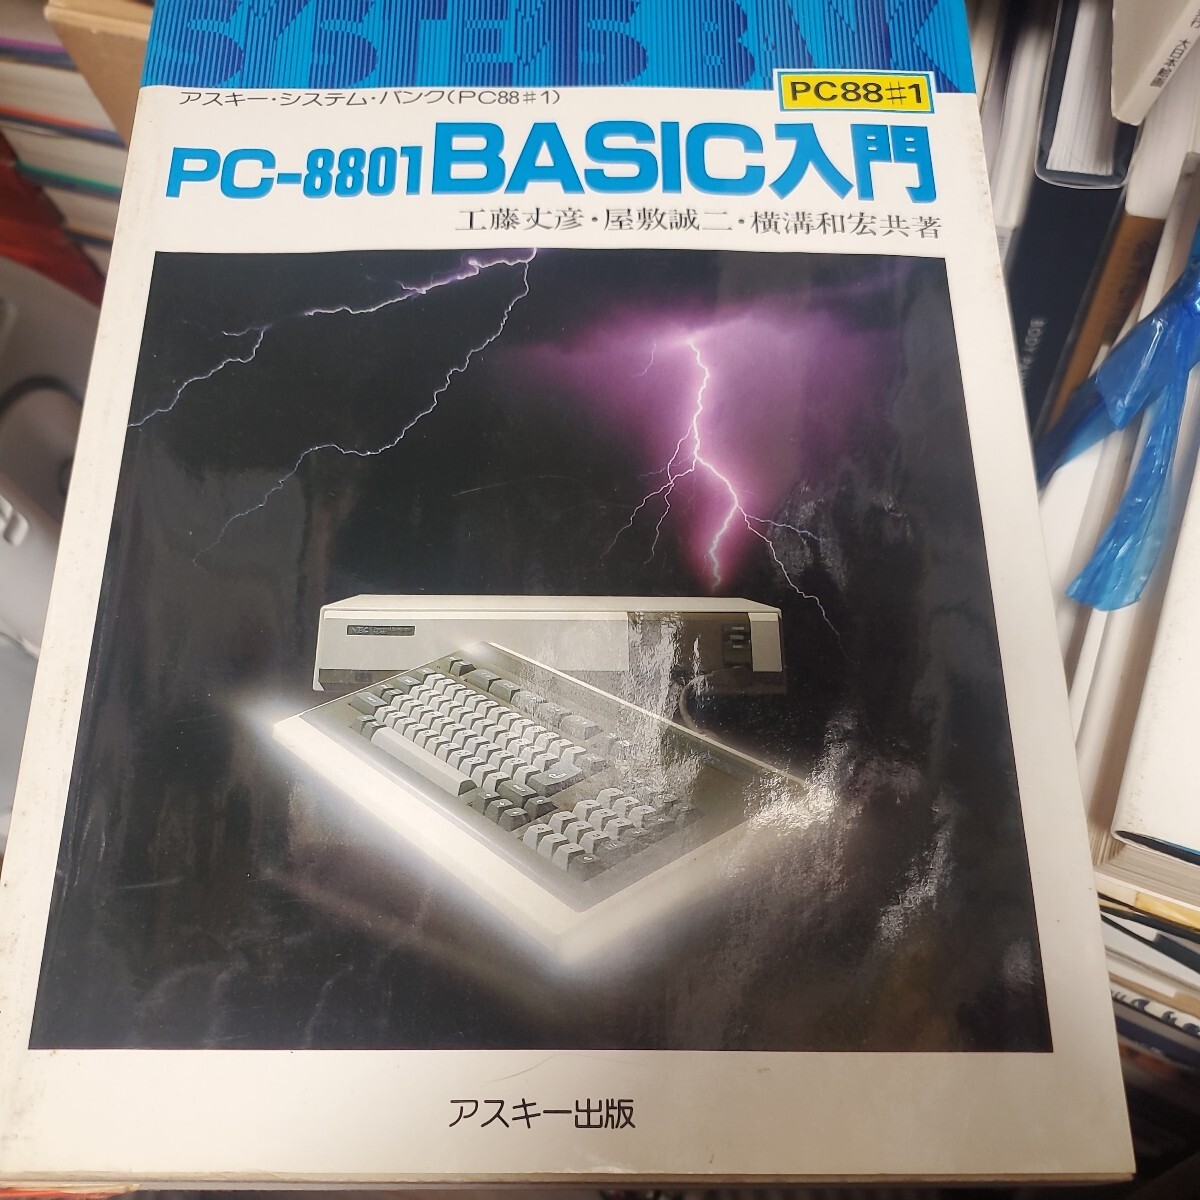 SYSTEMS BANK
アスキー・システム・バンク(PC88♯1)
PC88♯1
PC-8801 BASIC入門
工藤丈彦・屋敷誠二・横溝和宏共著
NEC
アスキー出版